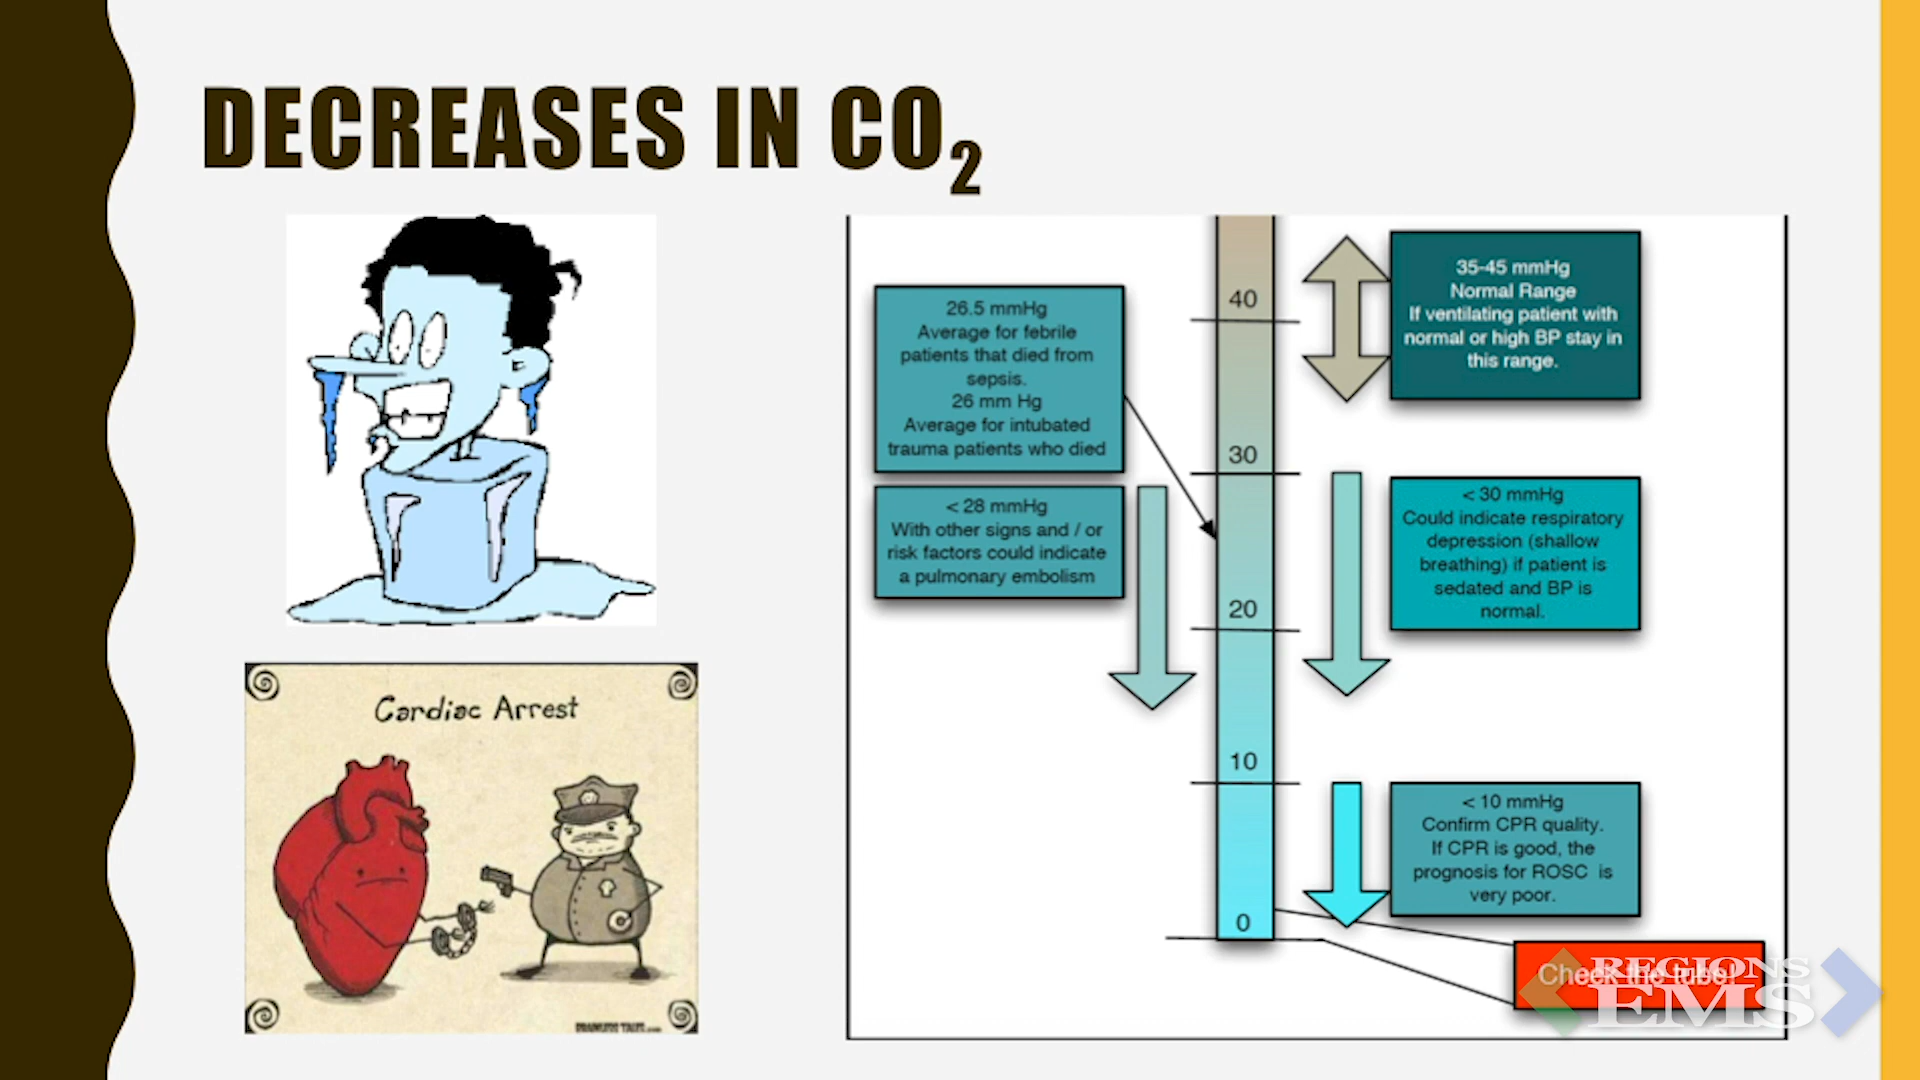 DECREASES IN CO2
Cardiac Arrest
26.5 mmHg
Average for febrile
patients that died from
sepsis.
26 mm Hg
Average for intubated
trauma patients who died
< 28 mmHg
With other signs and / or
risk factors could indicate
a pulmonary embolism
40
30
20
10
0
35-45 mmHg
Normal Range
If ventilating patient with
normal or high BP stay in
this range.
< 30 mmHg
Could indicate respiratory
depression (shallow
breathing) if patient is
sedated and BP is
normal.
< 10 mmHg
Confirm CPR quality.
If CPR is good, the
prognosis for ROSC is
very poor.
Check the tube!
REGIONS
EMS